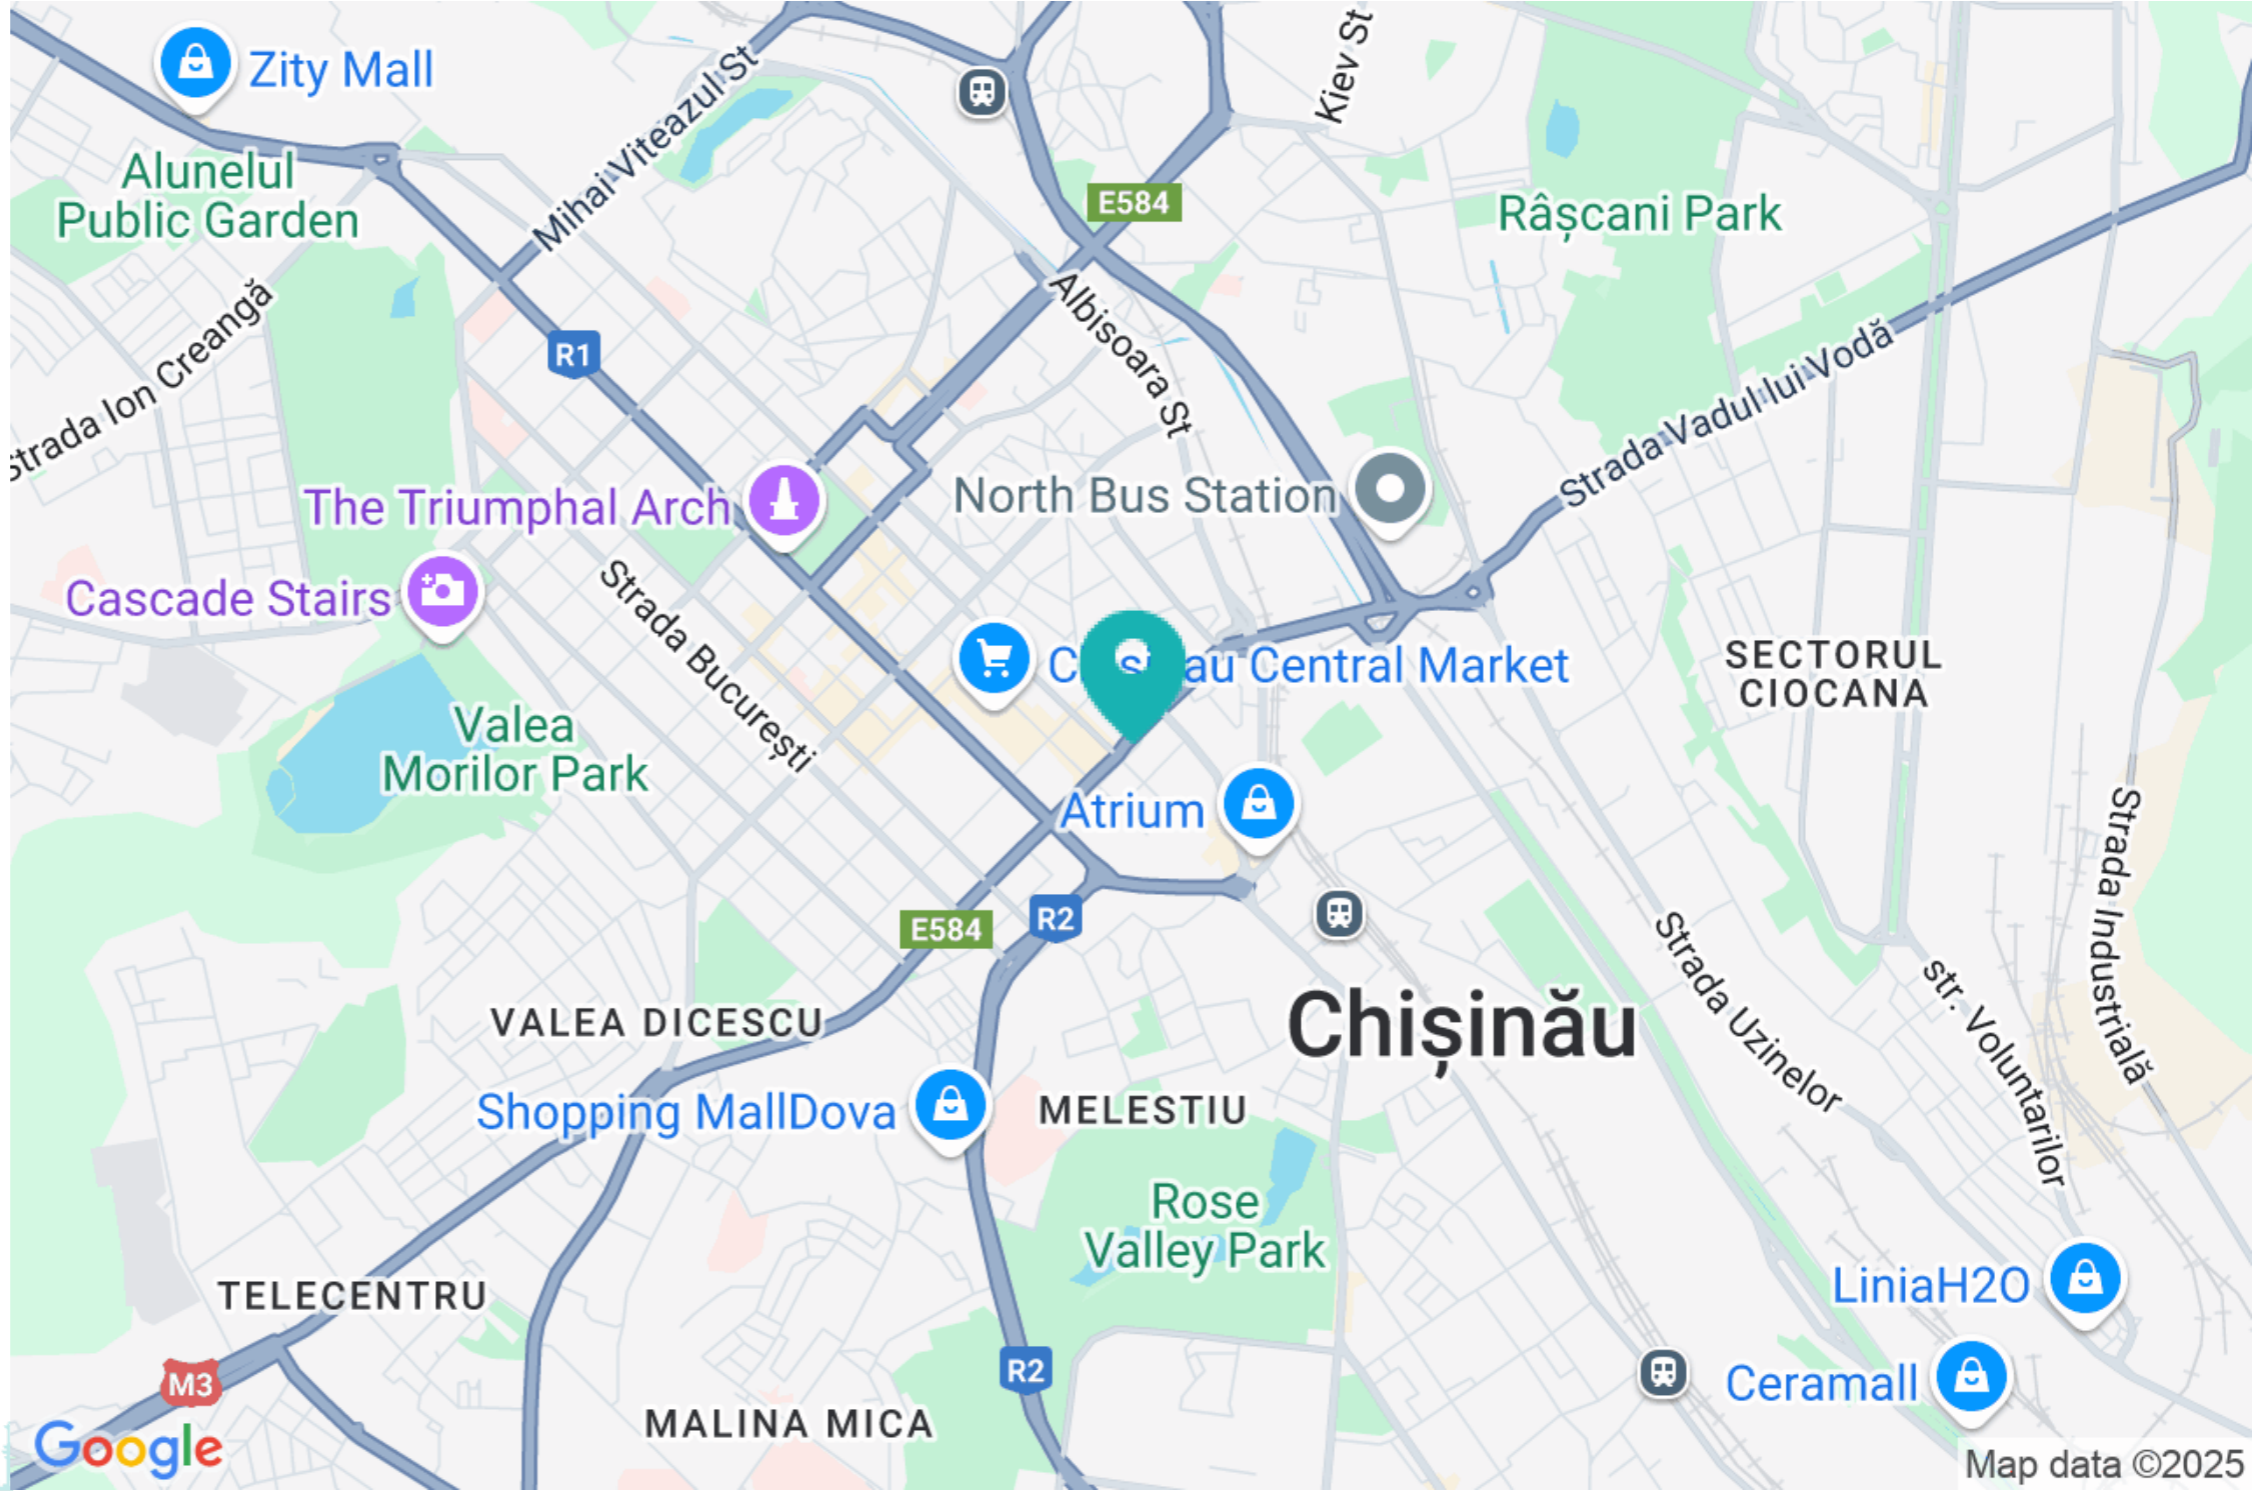 Zity Mall
Mihai Viteazul St
Kiev St
Alunelul
Public Garden
E584
Râșcani Park
Strada Ion Creangă
Albisoara St
R1
Strada Vadul lui Vodă
The Triumphal Arch
North Bus Station
Cascade Stairs
Strada București
Central Market
SECTORUL
CIOCANA
Valea
Morilor Park
Atrium
Strada Industrială
E584
R2
Strada Uzinelor
str. Voluntarilor
VALEA DICESCU
Chișinău
Shopping MallDova
MELESTIU
Rose
Valley Park
TELECENTRU
LiniaH2O
M3
R2
Ceramall
MALINA MICA
Google
Map data ©2025